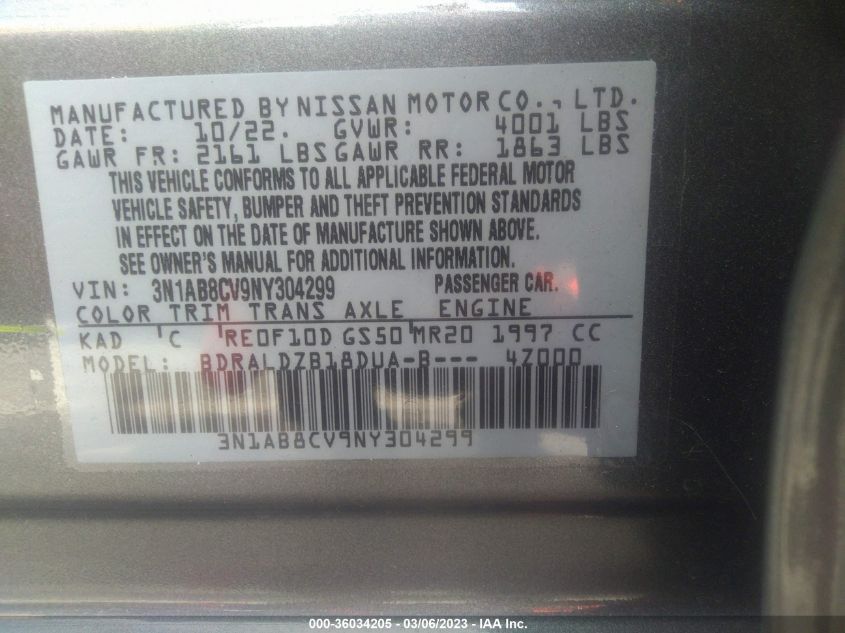 MANUFACTURED BY NISSAN MOTOR CO., LTD.
DATE: 10/22. GVWR: 4001 LBS
GAWR FR: 2161 LBS GAWR RR: 1863 LBS
THIS VEHICLE CONFORMS TO ALL APPLICABLE FEDERAL MOTOR
VEHICLE SAFETY, BUMPER AND THEFT PREVENTION STANDARDS
IN EFFECT ON THE DATE OF MANUFACTURE SHOWN ABOVE.
SEE OWNER'S MANUAL FOR ADDITIONAL INFORMATION.
VIN: 3N1AB8CV9NY304299 PASSENGER CAR.
COLOR TRIM TRANS AXLE ENGINE
KAD C RE0F10D GS50 MR20 1997 CC
MODEL: BDRALDZB18DUA-B--- 4Z000
3N1AB8CV9NY304299
000-36034205 - 03/06/2023 - IAA Inc.